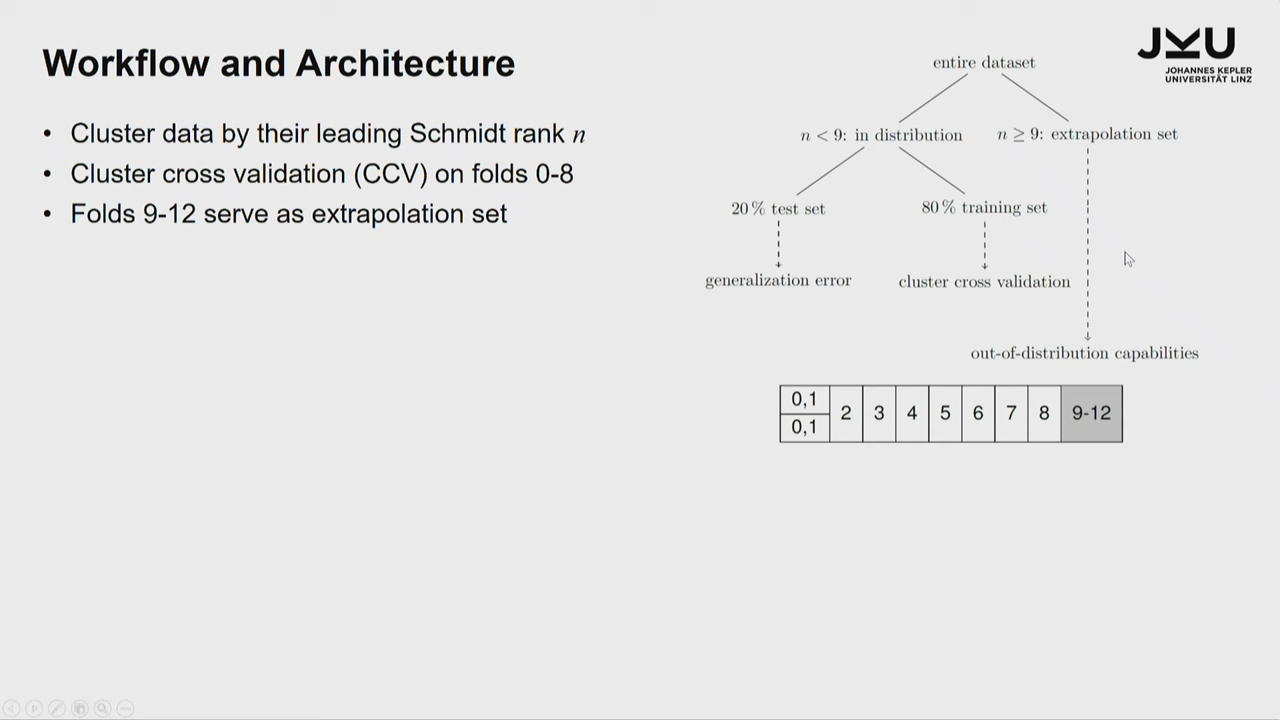 Workflow and Architecture
• Cluster data by their leading Schmidt rank n
• Cluster cross validation (CCV) on folds 0-8
• Folds 9-12 serve as extrapolation set
JKU
JOHANNES KEPLER
UNIVERSITÄT LINZ
entire dataset
n < 9: in distribution
n ≥ 9: extrapolation set
20 % test set
80 % training set
generalization error
cluster cross validation
out-of-distribution capabilities
0,1
0,1
2 3 4 5 6 7 8 9-12